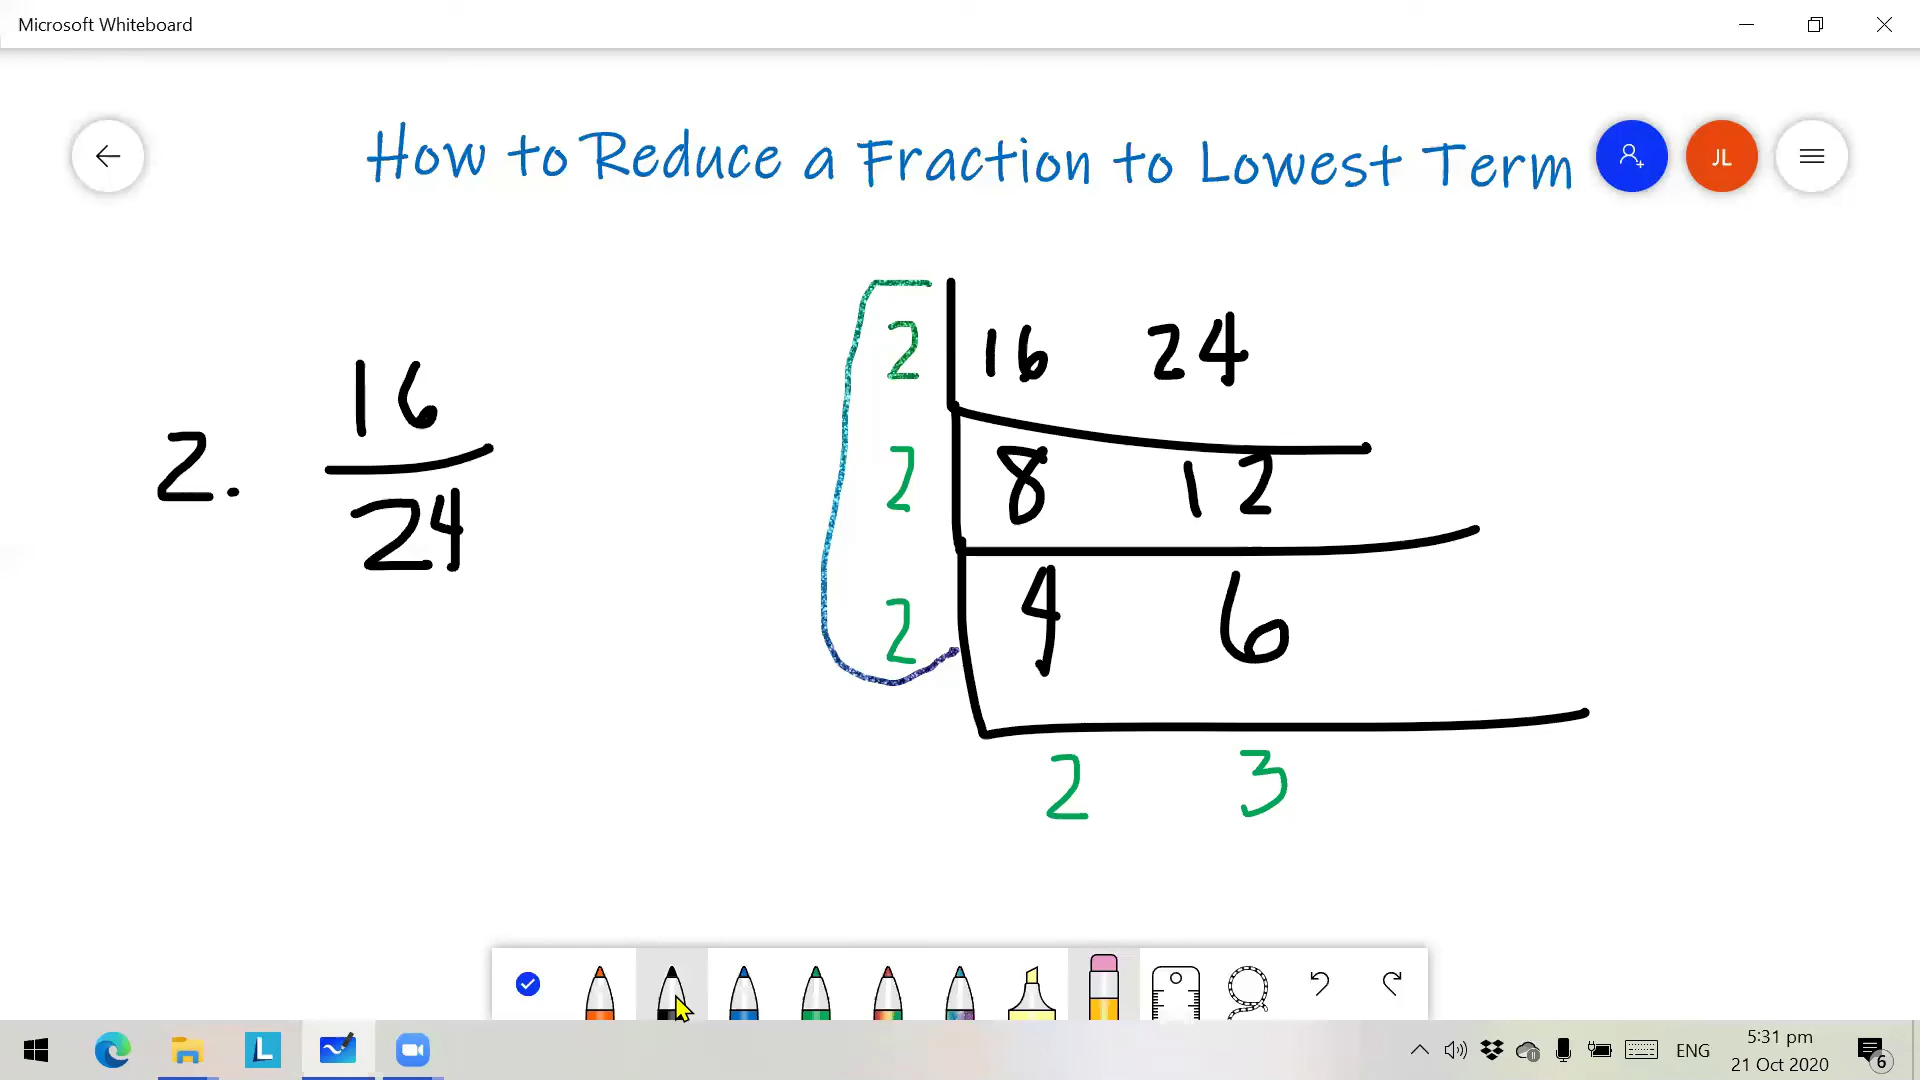 Microsoft Whiteboard
How to Reduce a Fraction to Lowest Term
JL
2. 16
24
2 16 24
2 8 12
2 4 6
2 3
L
ENG
5:31 pm
21 Oct 2020
6